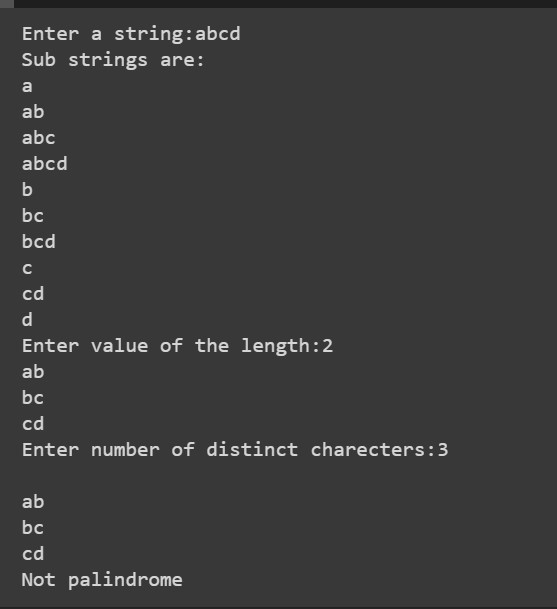 Enter a string:abcd
Sub strings are:
a
ab
abc
abcd
b
bc
bcd
c
cd
d
Enter value of the length:2
ab
bc
cd
Enter number of distinct charecters:3

ab
bc
cd
Not palindrome